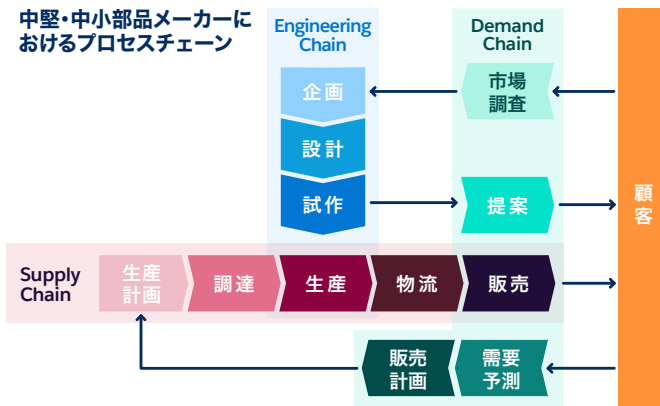 中堅・中小部品メーカーに
おけるプロセスチェーン
Engineering
Chain
Demand
Chain
企画
市場
調査
設計
試作
提案
顧客
Supply
Chain
生産
計画
調達
生産
物流
販売
販売
計画
需要
予測